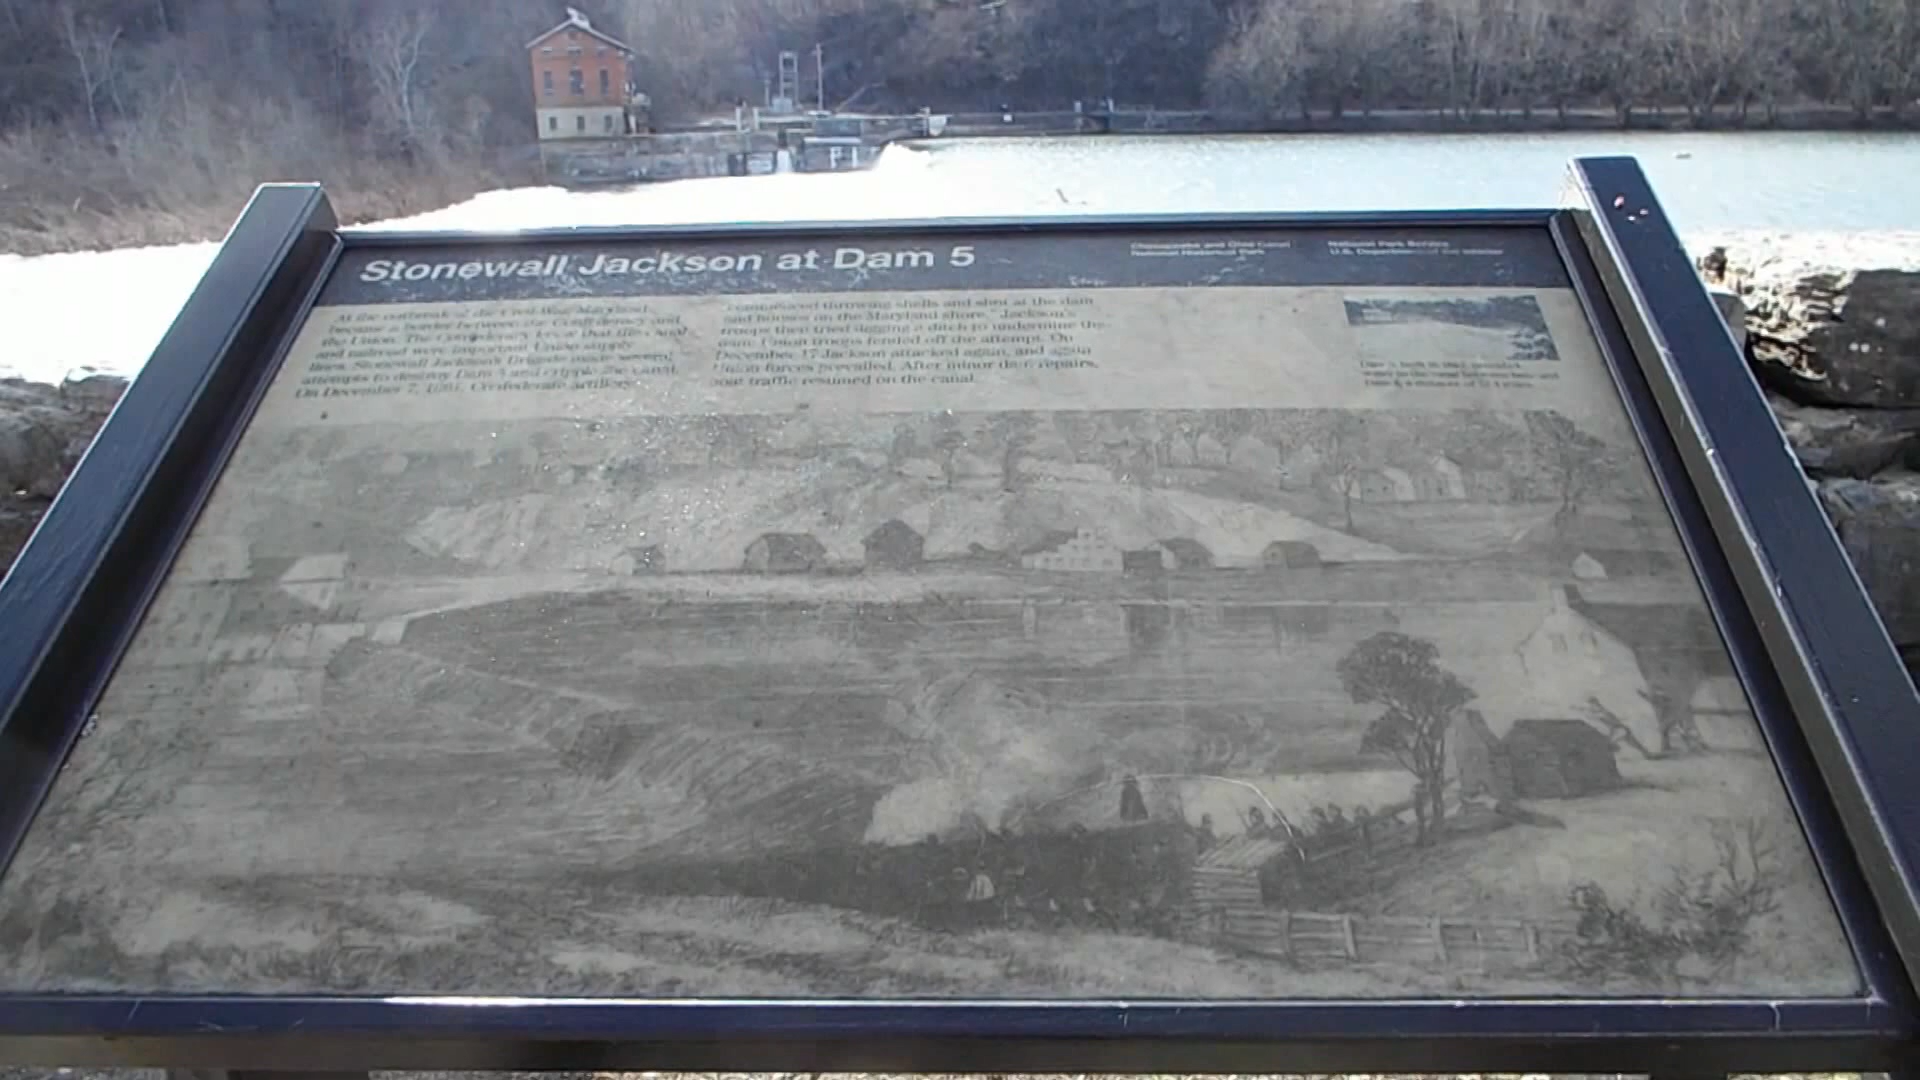 Stonewall Jackson at Dam 5
Chesapeake and Ohio Canal
National Historical Park
National Park Service
U.S. Department of the Interior
At the outbreak of the Civil War, Maryland
became a border between the Confederacy and
the Union. The Confederacy knew that the canal
and railroad were important Union supply
lines. Stonewall Jackson's Brigade made several
attempts to destroy Dam 5 and cripple the canal.
On December 7, 1861, Confederate artillery
commenced throwing shells and shot at the dam
and houses on the Maryland shore." Jackson's
troops then tried digging a ditch to undermine the
dam. Union troops fended off the attempt. On
December 17 Jackson attacked again, and again
Union forces prevailed. After minor dam repairs,
boat traffic resumed on the canal.